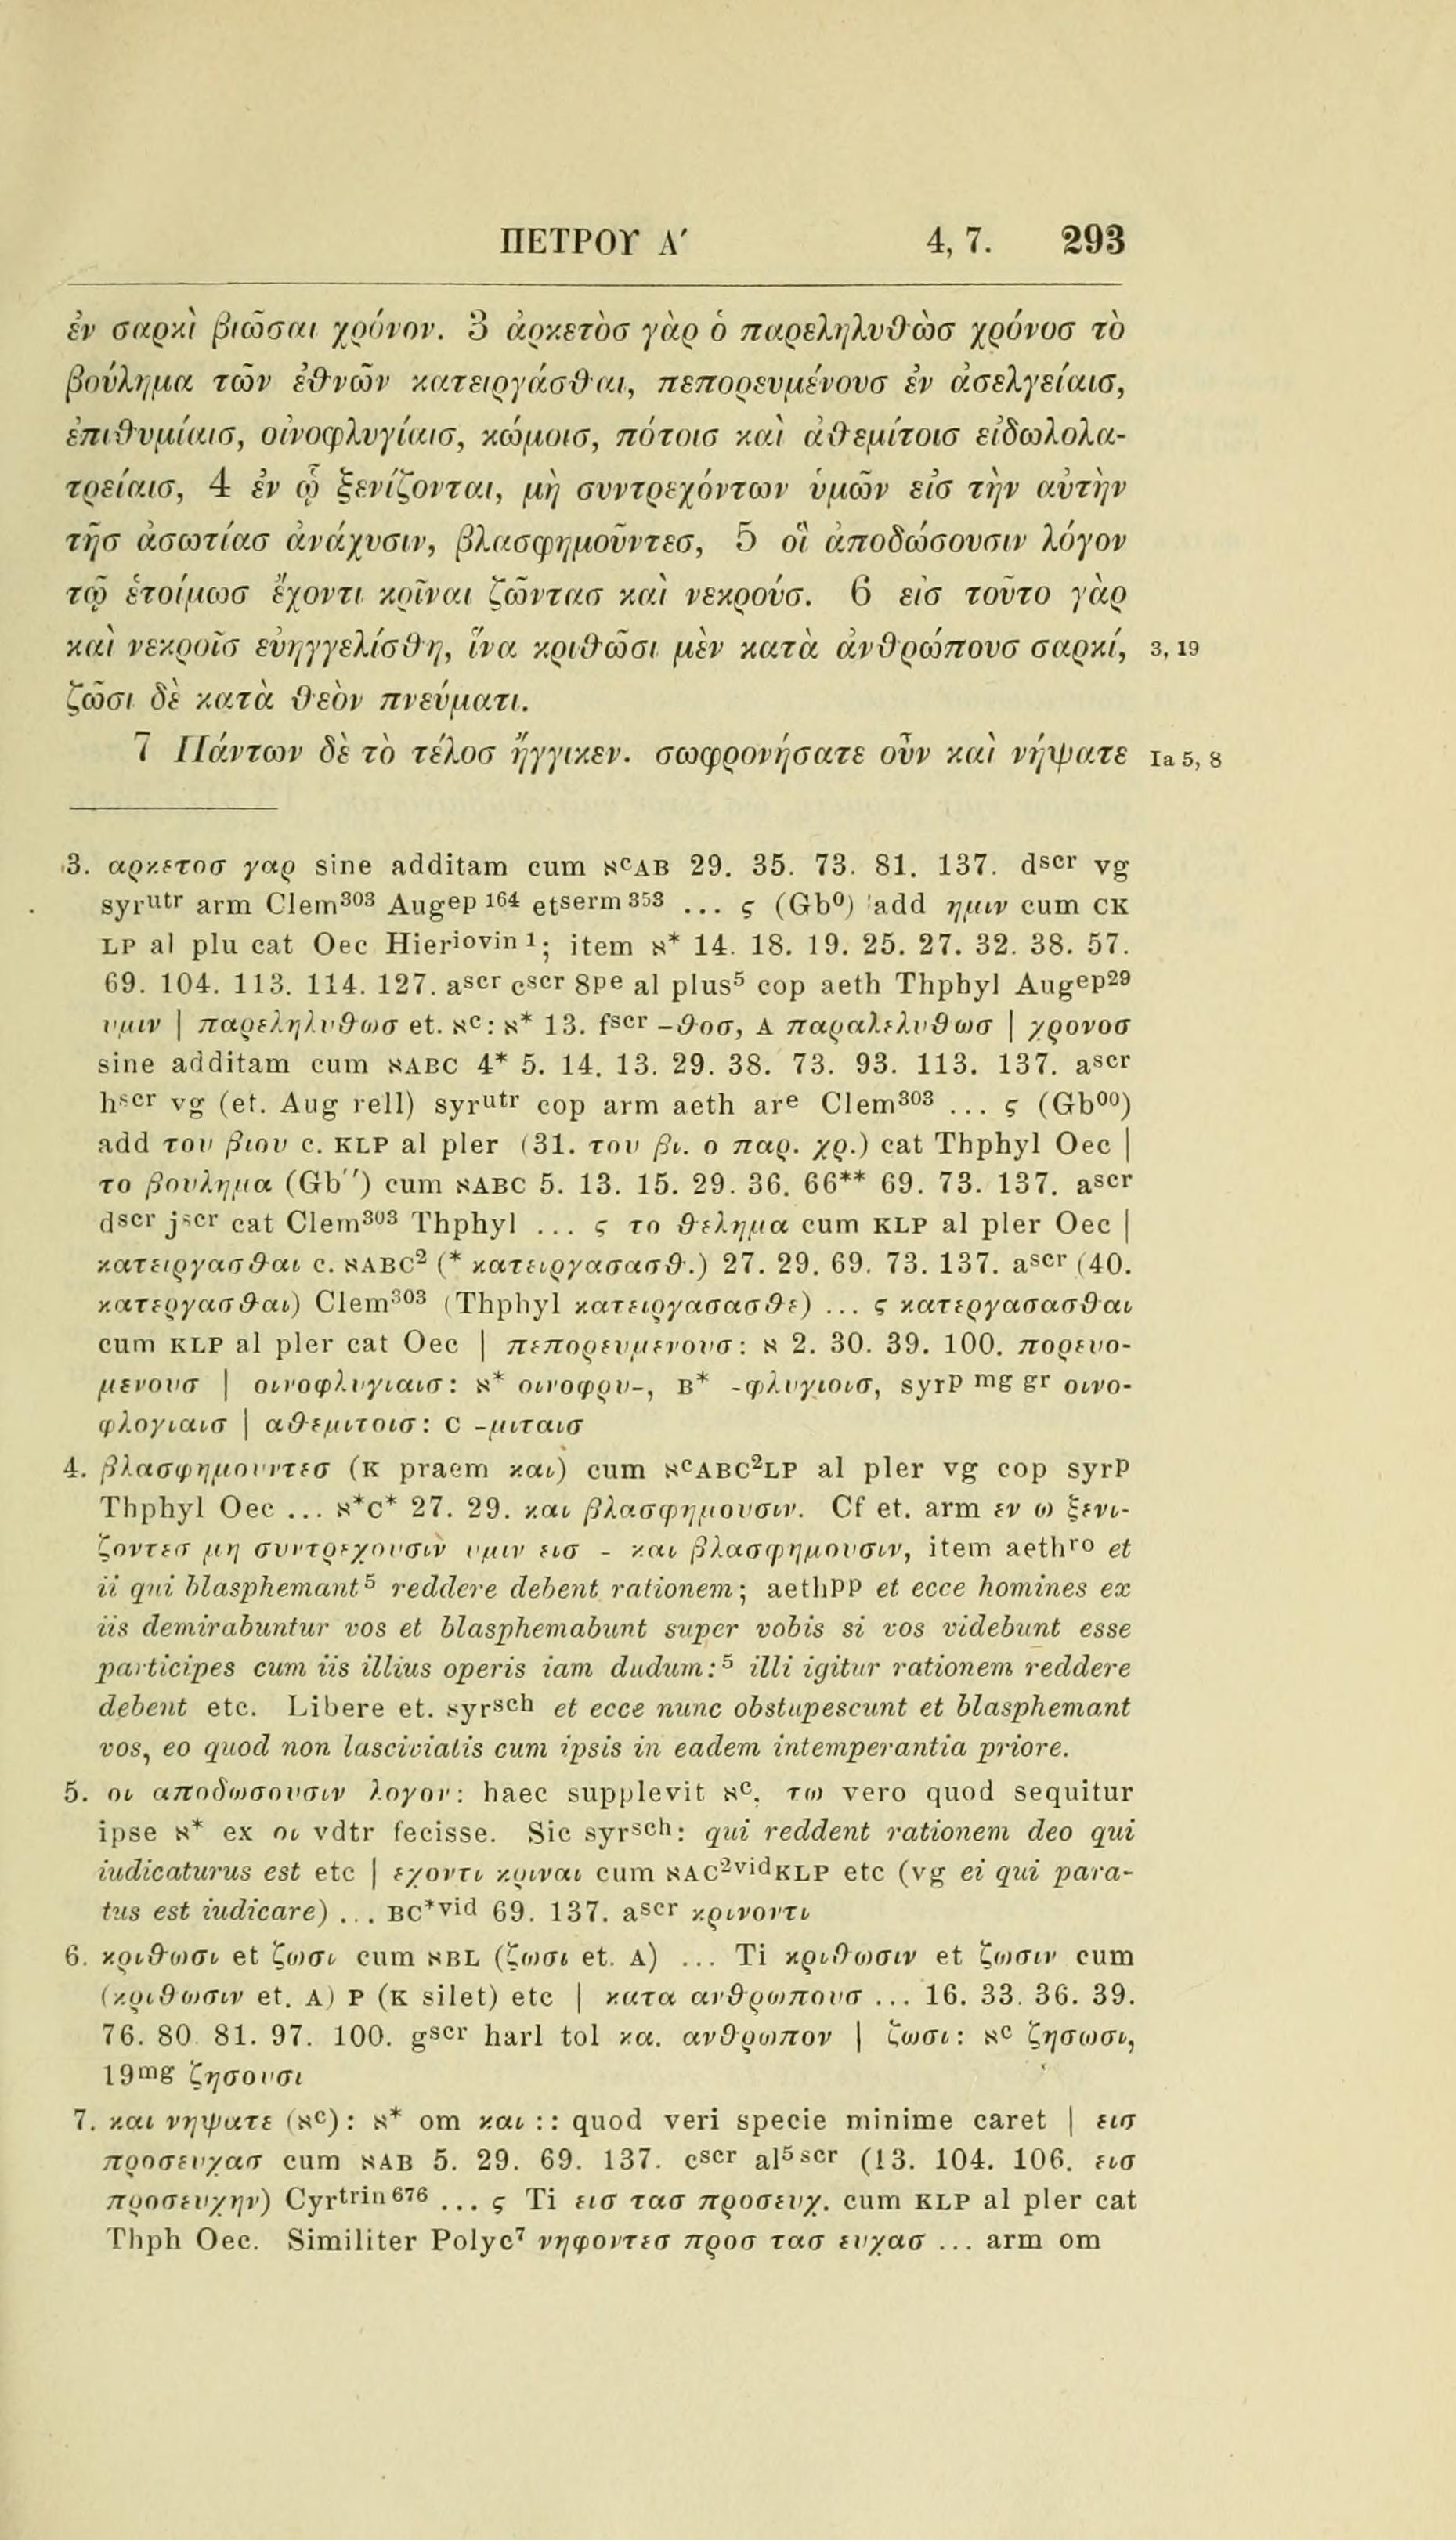 ΠΕΤΡΟΥ Α΄ 4, 7. 293
ἐν σαρκὶ βιῶσαι χρόνον. 3 ἀρκετὸσ γὰρ ὁ παρεληλυθὼσ χρόνοσ τὸ
βούλημα τῶν ἐθνῶν κατειργάσθαι, πεπορευμένουσ ἐν ἀσελγείαισ,
ἐπιθυμίαισ, οἰνοφλυγίαισ, κώμοισ, πότοισ καὶ ἀθεμίτοισ εἰδωλολα-
τρείαισ, 4 ἐν ᾧ ξενίζονται, μὴ συντρεχόντων ὑμῶν εἰσ τὴν αὐτὴν
τῆσ ἀσωτίασ ἀνάχυσιν, βλασφημοῦντεσ, 5 οἳ ἀποδώσουσιν λόγον
τῷ ἑτοίμωσ ἔχοντι κρῖναι ζῶντασ καὶ νεκρούσ. 6 εἰσ τοῦτο γὰρ
καὶ νεκροῖσ εὐηγγελίσθη, ἵνα κριθῶσι μὲν κατὰ ἀνθρώπουσ σαρκί, 3, 19
ζῶσι δὲ κατὰ θεὸν πνεύματι.
7 Πάντων δὲ τὸ τέλοσ ἤγγικεν. σωφρονήσατε οὖν καὶ νήψατε Ia 5, 8
3. αρκετοσ γαρ sine additam cum אcAB 29. 35. 73. 81. 137. dscr vg
syrutr arm Clem303 Augep 164 etserm 353 ... ς (Gb0) add ημιν cum CK
LP al plu cat Oec Hieriovin 1; item א* 14. 18. 19. 25. 27. 32. 38. 57.
69. 104. 113. 114. 127. ascr cscr 8pe al plus5 cop aeth Thphyl Augep29
υμιν | παρεληλυθωσ et. אc: א* 13. fscr -θοσ, A παραλελυθωσ | χρονοσ
sine additam cum אABC 4* 5. 14. 13. 29. 38. 73. 93. 113. 137. ascr
hscr vg (et. Aug rell) syrutr cop arm aeth are Clem303 ... ς (Gb00)
add του βιου c. KLP al pler (31. του βι. ο παρ. χρ.) cat Thphyl Oec |
το βουλημα (Gb'') cum אABC 5. 13. 15. 29. 36. 66** 69. 73. 137. ascr
dscr jscr cat Clem303 Thphyl ... ς το θελημα cum KLP al pler Oec |
κατειργασθαι c. אABC2 (* κατειργασασθ.) 27. 29. 69. 73. 137. ascr (40.
κατεργασθαι) Clem303 (Thphyl κατειργασασθε) ... ς κατεργασασθαι
cum KLP al pler cat Oec | πεπορευμενουσ: א 2. 30. 39. 100. πορευο-
μενουσ | οινοφλυγιαισ: א* οινοφρυ-, B* -φλυγιοισ, syrp mg gr οινο-
φλογιαισ | αθεμιτοισ: C -μιταισ
4. βλασφημουντεσ (K praem και) cum אcABC2LP al pler vg cop syrp
Thphyl Oec ... א*C* 27. 29. και βλασφημουσιν. Cf et. arm εν ω ξενι-
ζοντεσ μη συντρεχουσιν υμιν εισ - και βλασφημουσιν, item aethro et
ii qui blasphemant5 reddere debent rationem; aethpp et ecce homines ex
iis demirabuntur vos et blasphemabunt super vobis si vos videbunt esse
participes cum iis illius operis iam dudum:5 illi igitur rationem reddere
debent etc. Libere et. syrsch et ecce nunc obstupescunt et blasphemant
vos, eo quod non lascivialis cum ipsis in eadem intemperantia priore.
5. οι αποδωσουσιν λογον: haec supplevit אc. τω vero quod sequitur
ipse א* ex οι vdtr fecisse. Sic syrsch: qui reddent rationem deo qui
iudicaturus est etc | εχοντι κριναι cum אAC2vidKLP etc (vg ei qui para-
tus est iudicare) ... BC*vid 69. 137. ascr κρινοντι
6. κριθωσι et ζωσι cum אBL (ζωσι et. A) ... Ti κριθωσιν et ζωσιν cum
(κριθωσιν et. A) P (K silet) etc | κατα ανθρωπουσ ... 16. 33. 36. 39.
76. 80. 81. 97. 100. gscr harl tol κα. ανθρωπον | ζωσι: אc ζησωσι,
19mg ζησουσι
7. και νηψατε (אc): א* om και :: quod veri specie minime caret | εισ
προσευχασ cum אAB 5. 29. 69. 137. cscr al5scr (13. 104. 106. εισ
προσευχην) Cyrtrin676 ... ς Ti εισ τασ προσευχ. cum KLP al pler cat
Thph Oec. Similiter Polyc7 νηφοντεσ προσ τασ ευχασ ... arm om